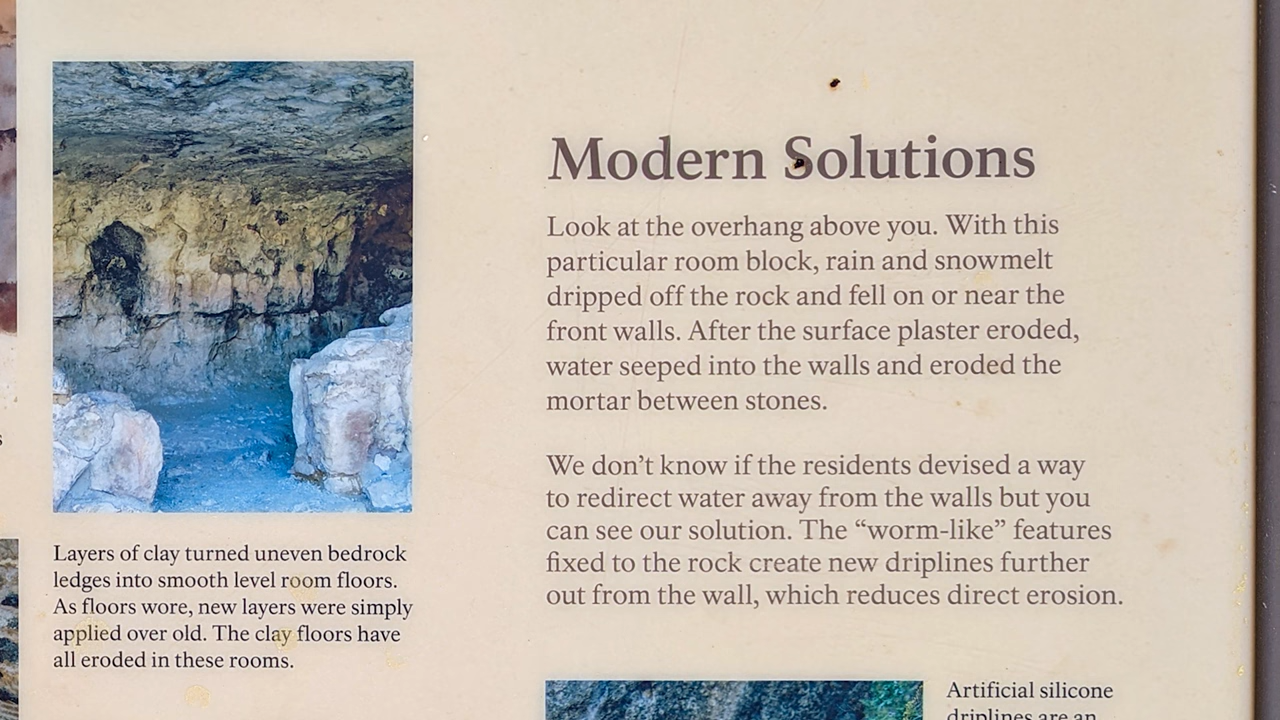 Layers of clay turned uneven bedrock
ledges into smooth level room floors.
As floors wore, new layers were simply
applied over old. The clay floors have
all eroded in these rooms.
Modern Solutions
Look at the overhang above you. With this
particular room block, rain and snowmelt
dripped off the rock and fell on or near the
front walls. After the surface plaster eroded,
water seeped into the walls and eroded the
mortar between stones.
We don’t know if the residents devised a way
to redirect water away from the walls but you
can see our solution. The “worm-like” features
fixed to the rock create new driplines further
out from the wall, which reduces direct erosion.
Artificial silicone
driplines are an